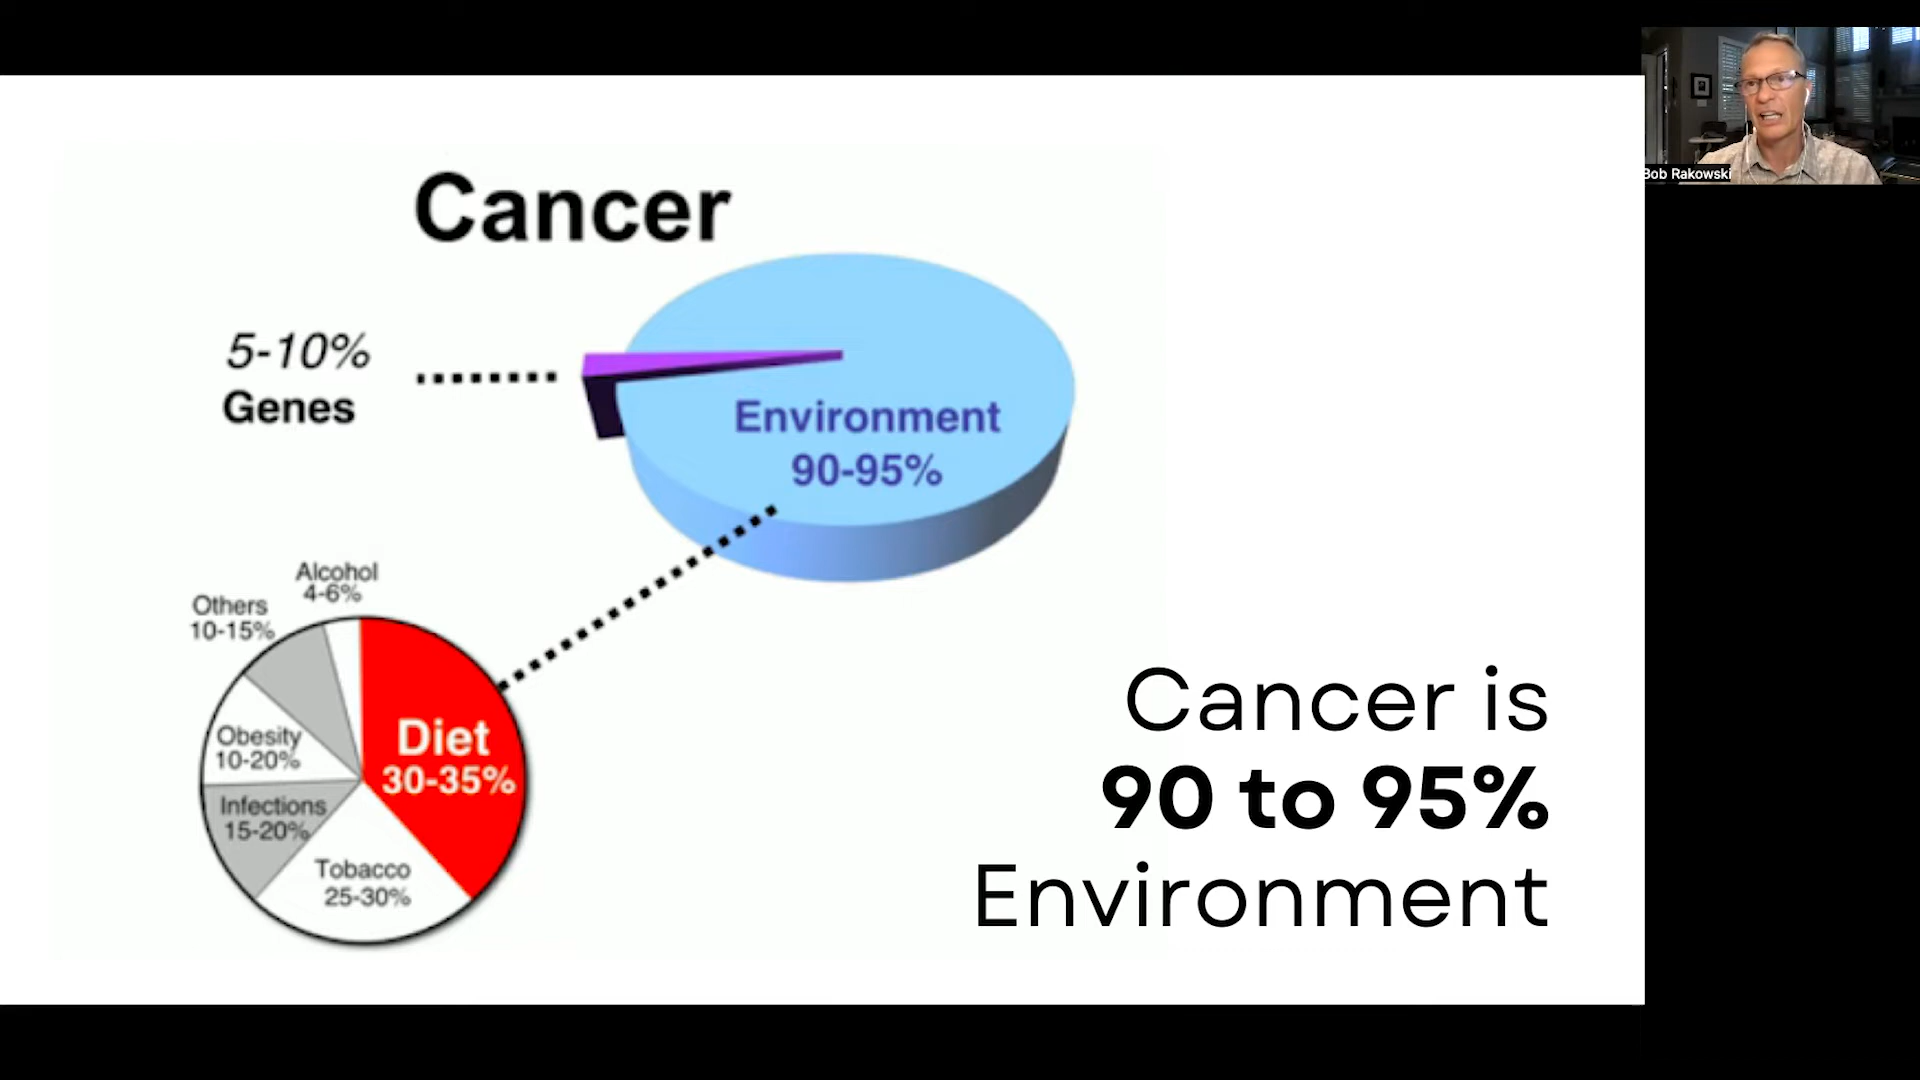 Cancer
5-10%
Genes
Environment
90-95%
Alcohol
4-6%
Others
10-15%
Diet
30-35%
Obesity
10-20%
Infections
15-20%
Tobacco
25-30%
Cancer is
90 to 95%
Environment
Bob Rakowski